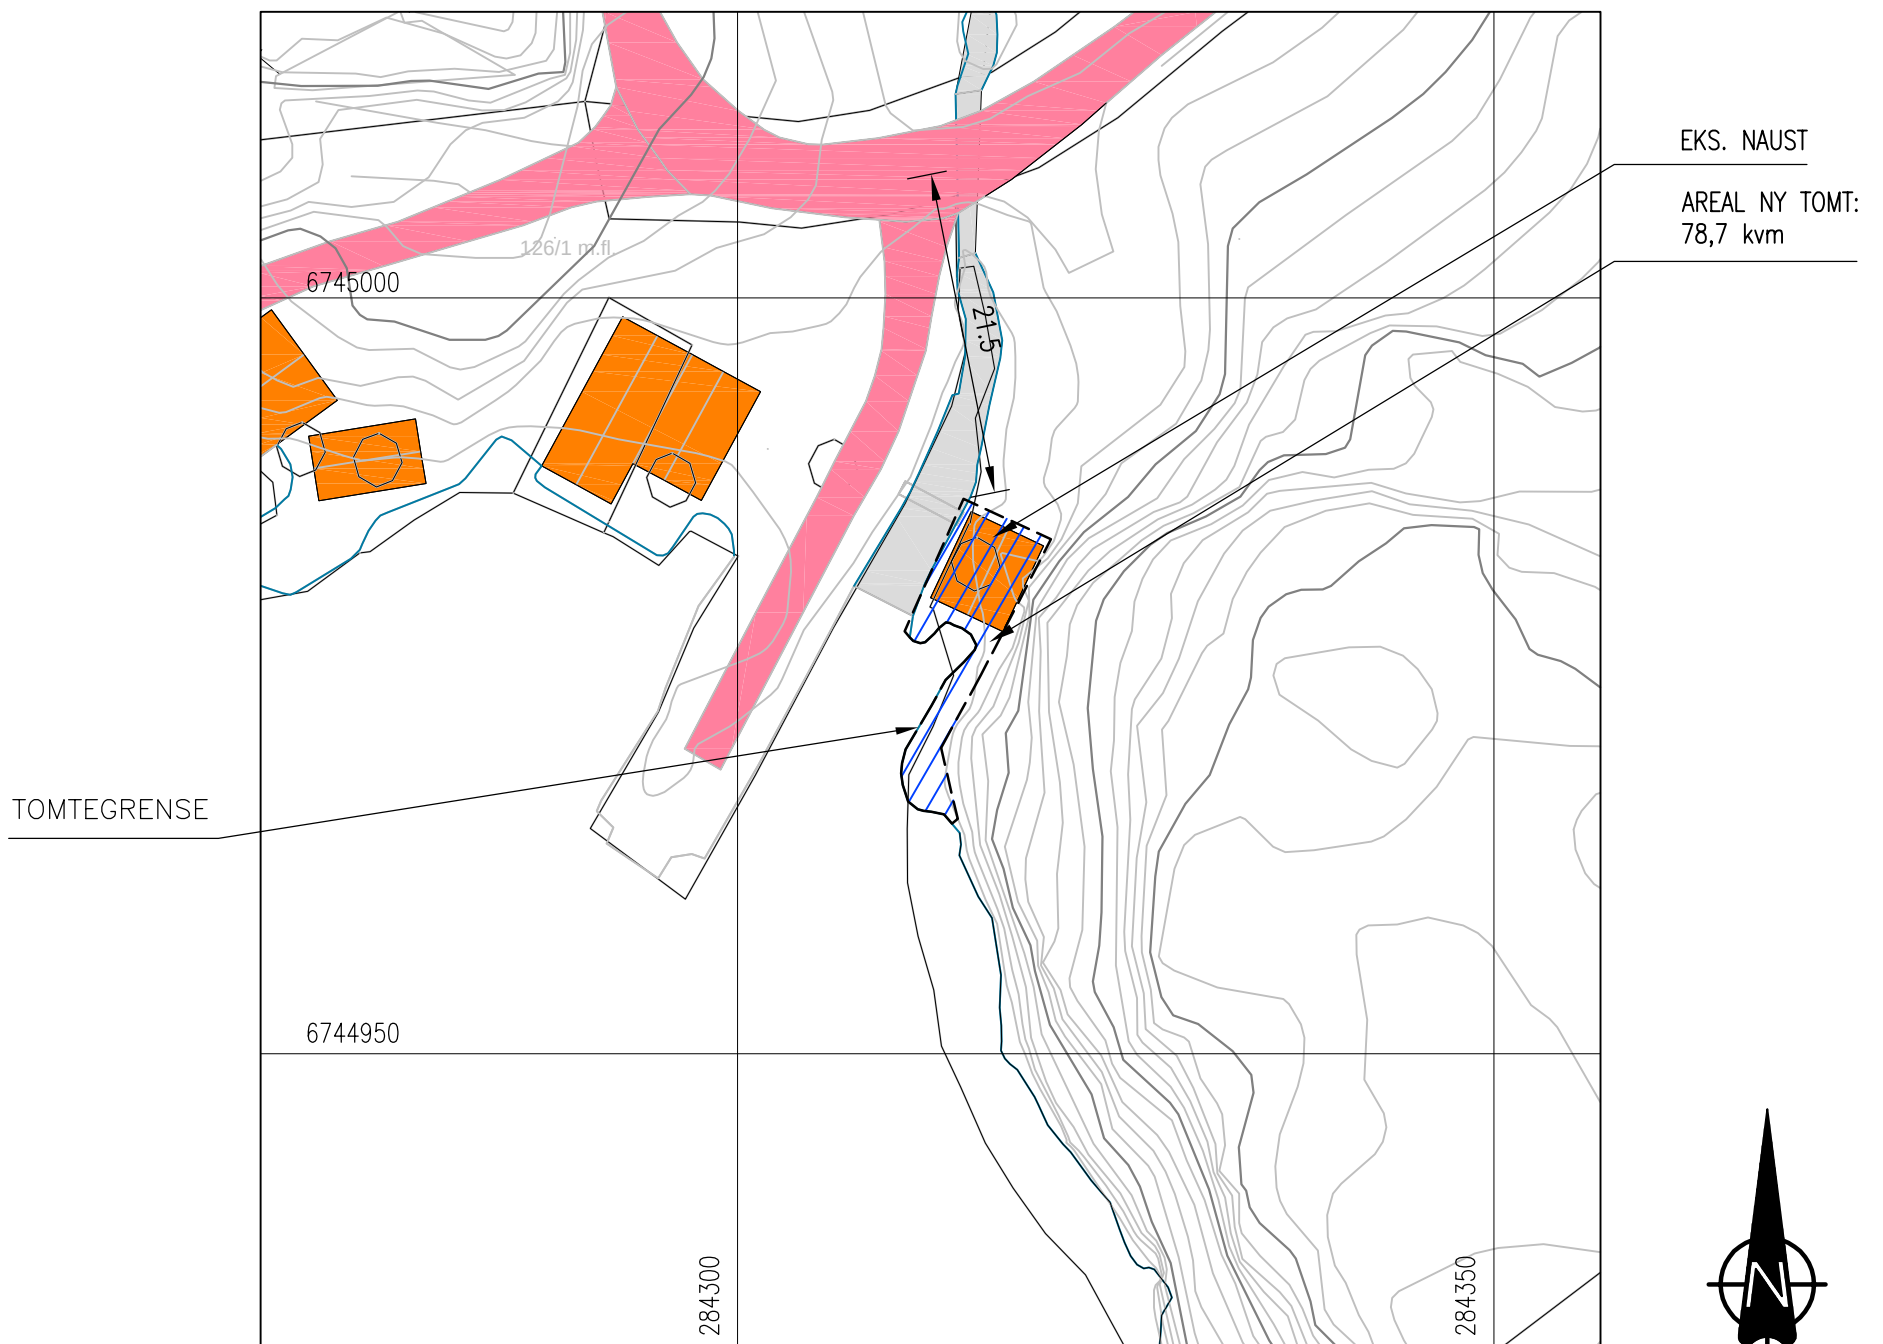 EKS. NAUST
AREAL NY TOMT:
78,7 kvm
126/1 m.fl.
6745000
21.5
TOMTEGRENSE
6744950
284300
284350
N